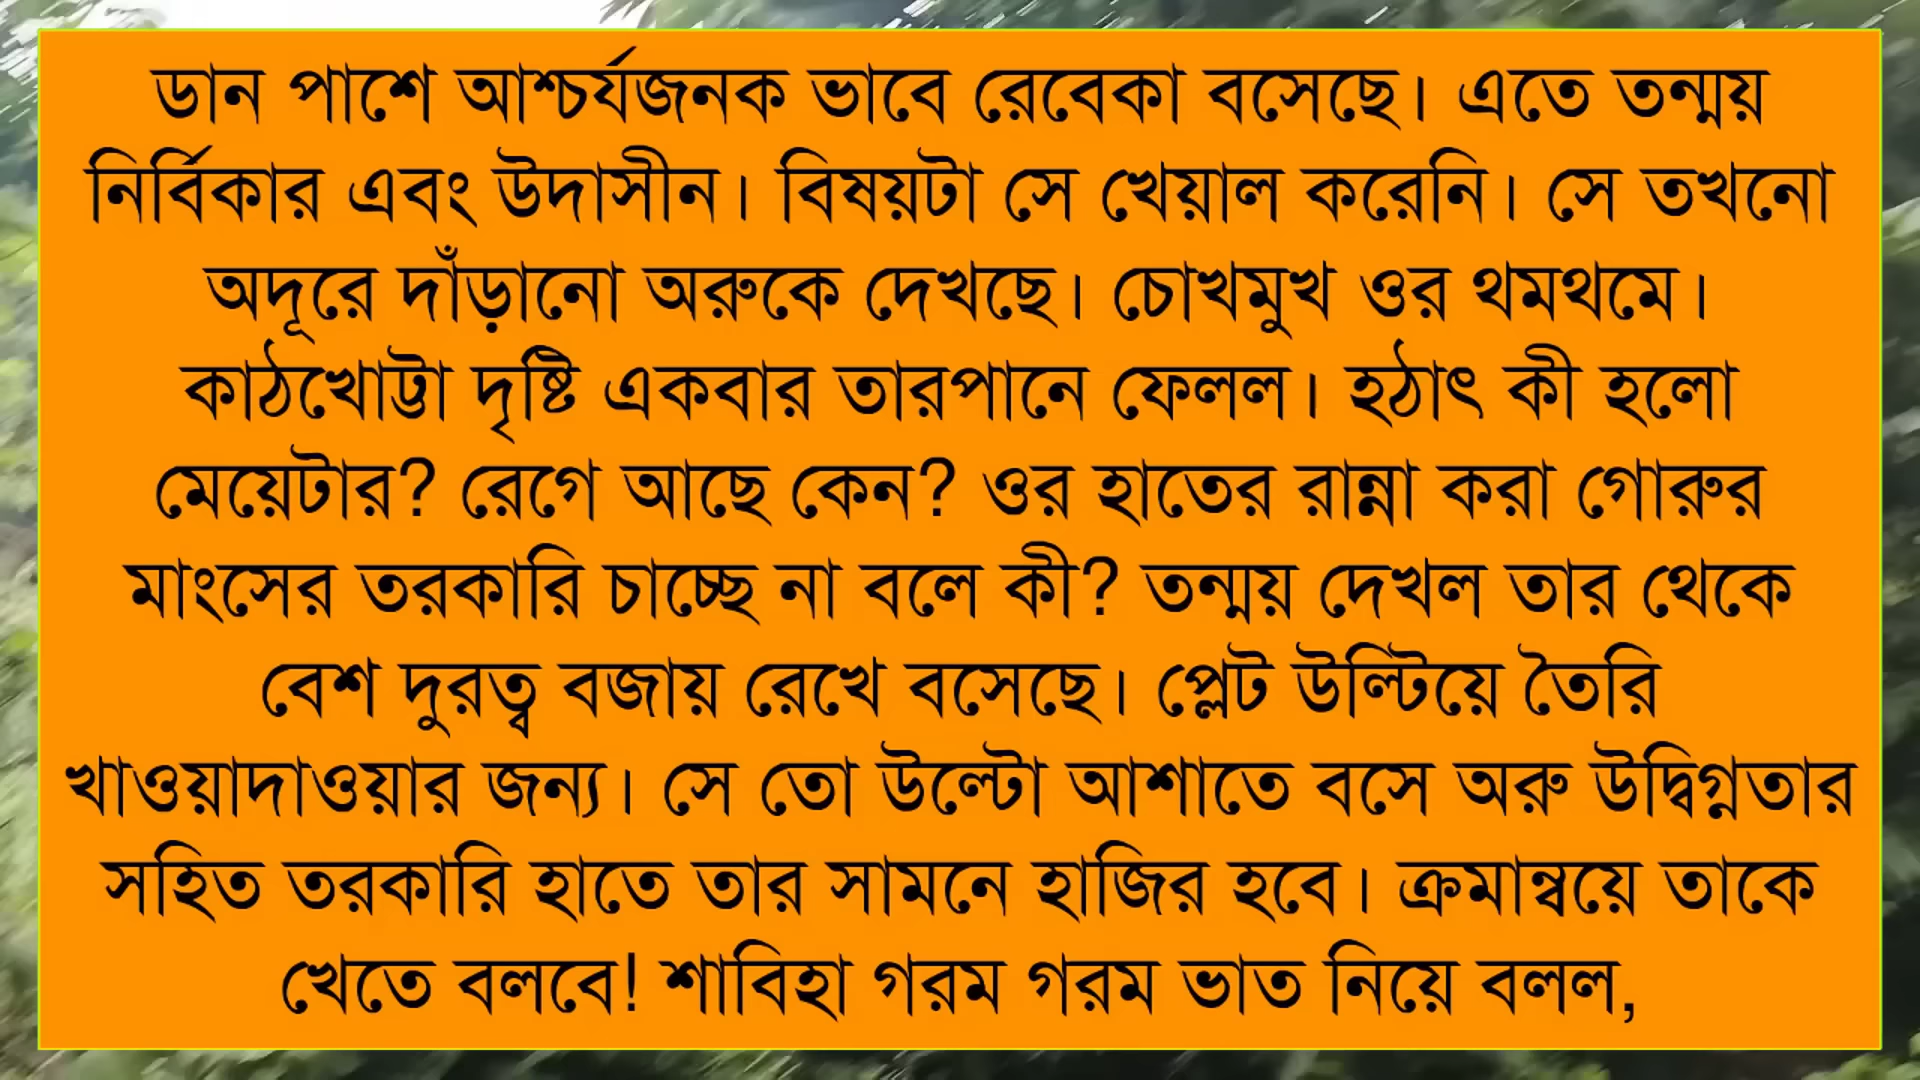 ডান পাশে আশ্চর্যজনক ভাবে রেবেকা বসেছে। এতে তন্ময়
নির্বিকার এবং উদাসীন। বিষয়টা সে খেয়াল করেনি। সে তখনো
অদূরে দাঁড়ানো অরুকে দেখছে। চোখমুখ ওর থমথমে।
কাঠখোট্টা দৃষ্টি একবার তারপানে ফেলল। হঠাৎ কী হলো
মেয়েটার? রেগে আছে কেন? ওর হাতের রান্না করা গোরুর
মাংসের তরকারি চাচ্ছে না বলে কী? তন্ময় দেখল তার থেকে
বেশ দুরত্ব বজায় রেখে বসেছে। প্লেট উল্টিয়ে তৈরি
খাওয়াদাওয়ার জন্য। সে তো উল্টো আশাতে বসে অরু উদ্বিগ্নতার
সহিত তরকারি হাতে তার সামনে হাজির হবে। ক্রমান্বয়ে তাকে
খেতে বলবে! শাবিহা গরম গরম ভাত নিয়ে বলল,